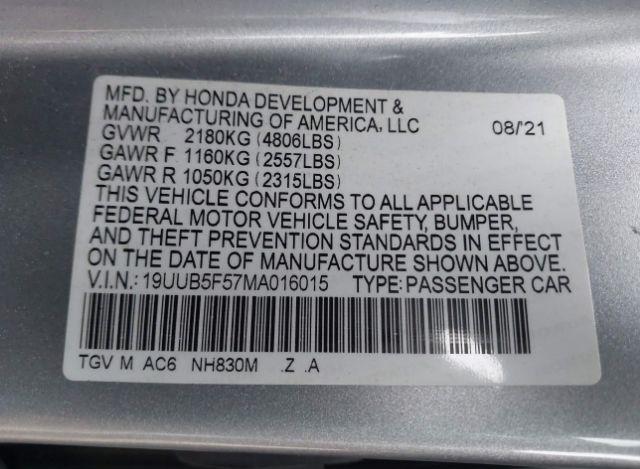 MFD. BY HONDA DEVELOPMENT &
MANUFACTURING OF AMERICA, LLC 08/'21
GVWR 2180KG (4806LBS)
GAWR F 1160KG (2557LBS)
GAWR R 1050KG (2315LBS)
THIS VEHICLE CONFORMS TO ALL APPLICABLE
FEDERAL MOTOR VEHICLE SAFETY, BUMPER,
AND THEFT PREVENTION STANDARDS IN EFFECT
ON THE DATE OF MANUFACTURE SHOWN ABOVE.
V.I.N.:19UUB5F57MA016015 TYPE:PASSENGER CAR
TGV M AC6 NH830M .Z .A